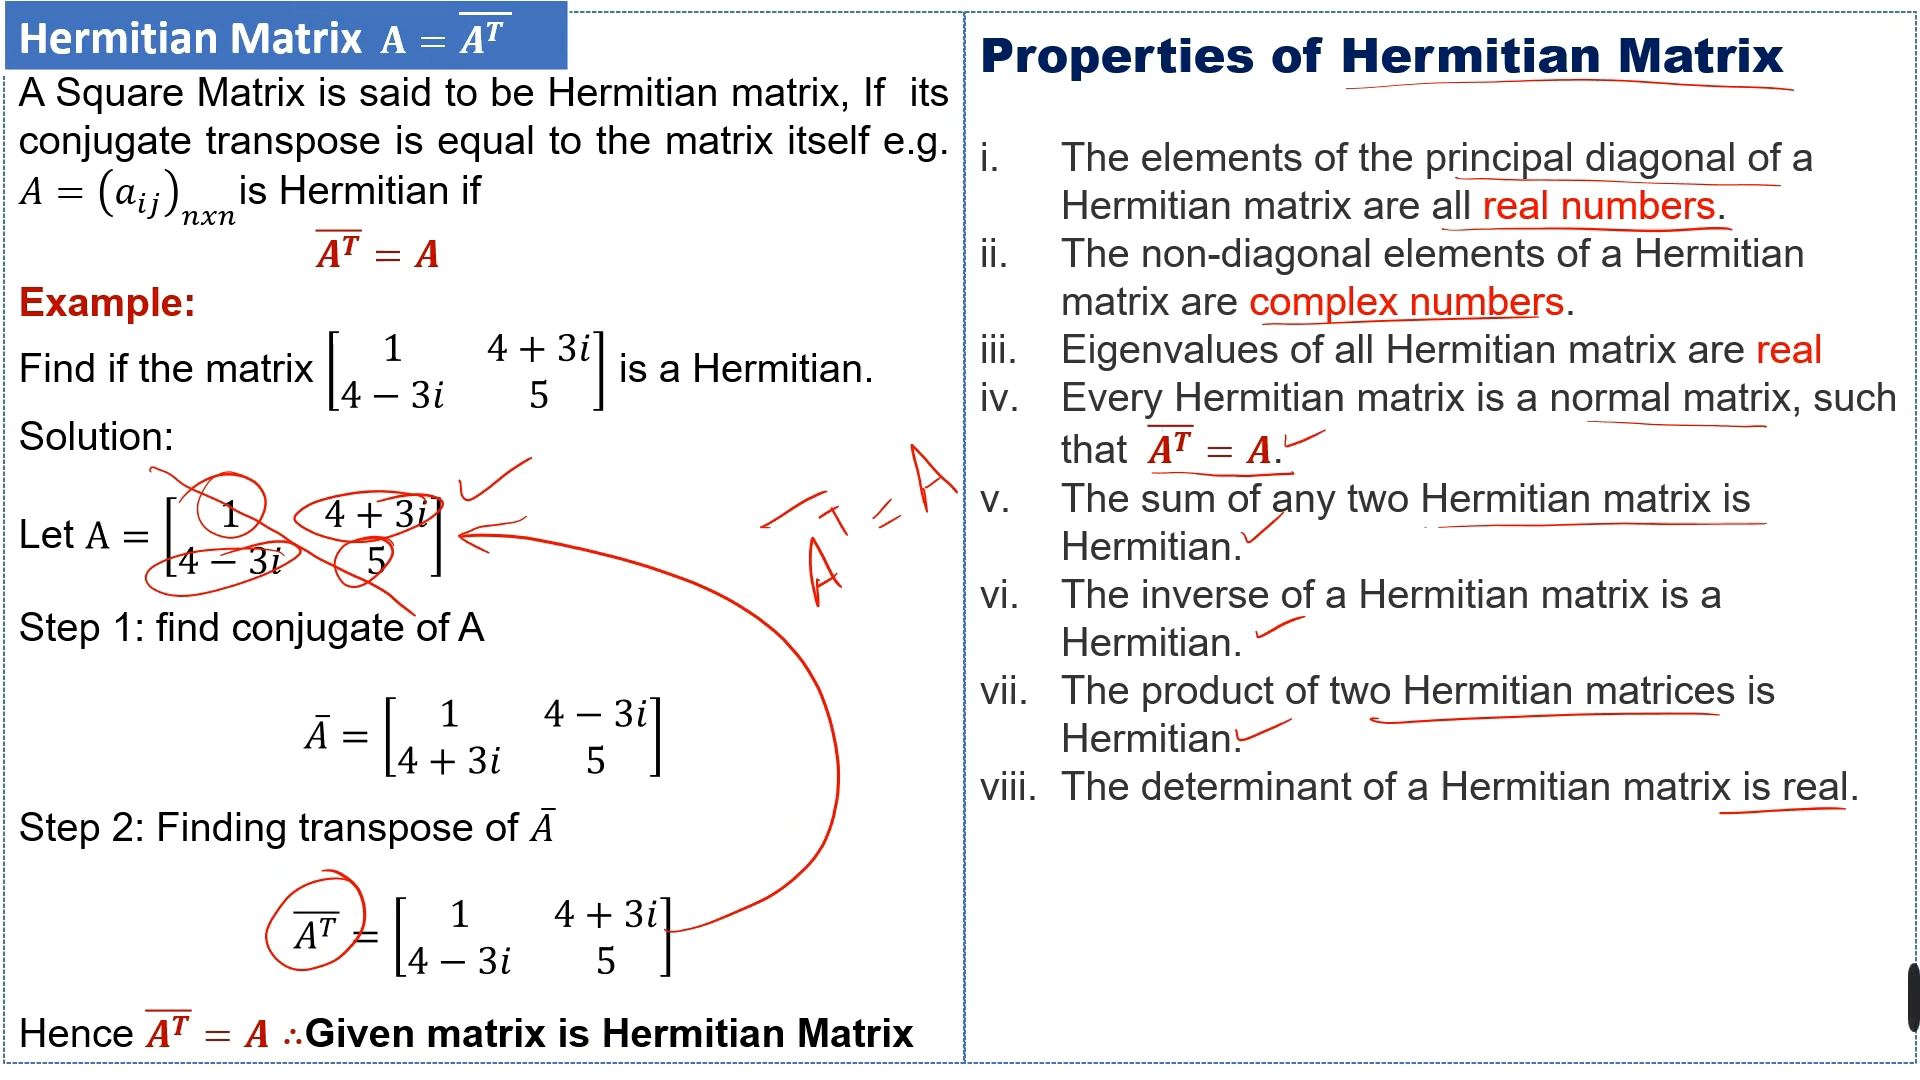 Hermitian Matrix A = \overline{A^T}
A Square Matrix is said to be Hermitian matrix, If its
conjugate transpose is equal to the matrix itself e.g.
A = (a_{ij})_{nxn} is Hermitian if
\overline{A^T} = A
Example:
Find if the matrix [1 4 + 3i; 4 − 3i 5] is a Hermitian.
Solution:
Let A = [1 4 + 3i; 4 − 3i 5]
Step 1: find conjugate of A
Ā = [1 4 − 3i; 4 + 3i 5]
Step 2: Finding transpose of Ā
\overline{A^T} = [1 4 + 3i; 4 − 3i 5]
Hence \overline{A^T} = A ∴Given matrix is Hermitian Matrix
\overline{A^T} = A
Properties of Hermitian Matrix
i. The elements of the principal diagonal of a
Hermitian matrix are all real numbers.
ii. The non-diagonal elements of a Hermitian
matrix are complex numbers.
iii. Eigenvalues of all Hermitian matrix are real
iv. Every Hermitian matrix is a normal matrix, such
that \overline{A^T} = A.
v. The sum of any two Hermitian matrix is
Hermitian.
vi. The inverse of a Hermitian matrix is a
Hermitian.
vii. The product of two Hermitian matrices is
Hermitian.
viii. The determinant of a Hermitian matrix is real.